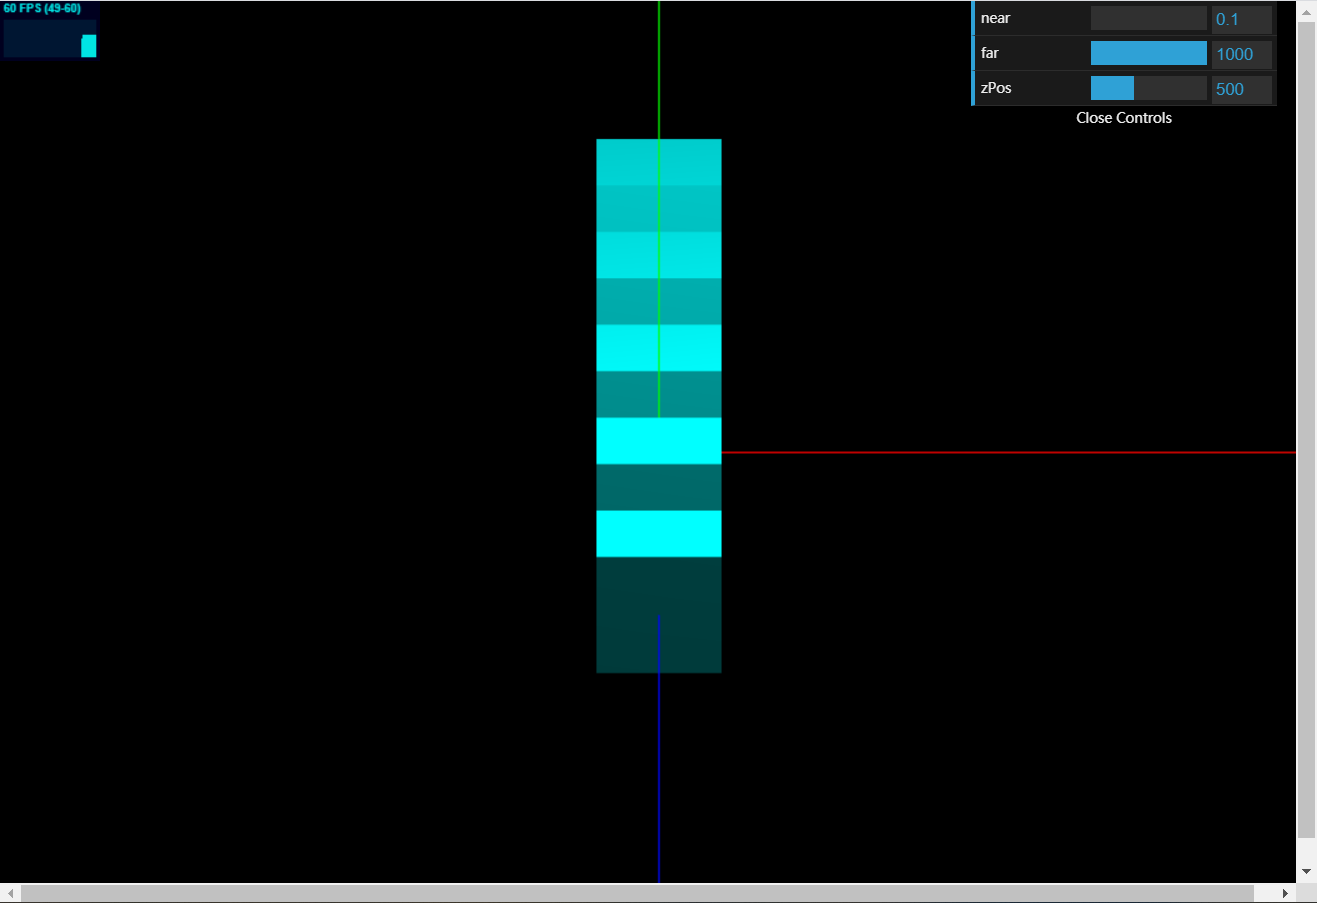 60 FPS (49-60)
near 0.1
far 1000
zPos 500
Close Controls